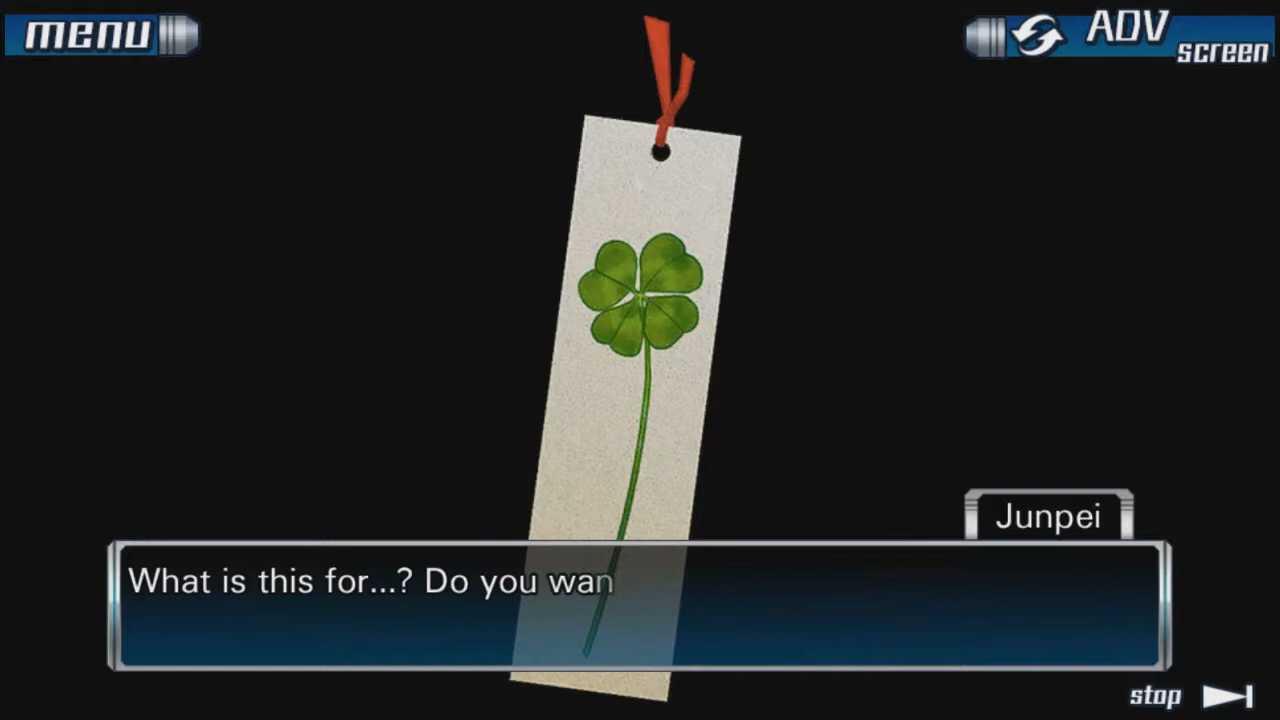 menu
ADV
screen
Junpei
What is this for...? Do you wan
stop